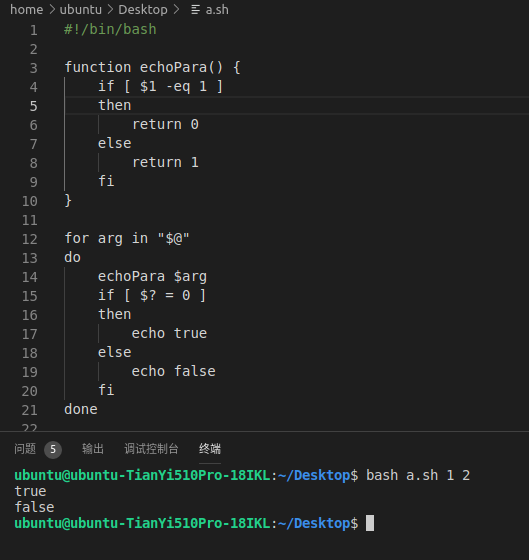 home > ubuntu > Desktop > a.sh
1 #!/bin/bash
2
3 function echoPara() {
4     if [ $1 -eq 1 ]
5     then
6         return 0
7     else
8         return 1
9     fi
10 }
11
12 for arg in "$@"
13 do
14     echoPara $arg
15     if [ $? = 0 ]
16     then
17         echo true
18     else
19         echo false
20     fi
21 done
22
问题 5 输出 调试控制台 终端
ubuntu@ubuntu-TianYi510Pro-18IKL:~/Desktop$ bash a.sh 1 2
true
false
ubuntu@ubuntu-TianYi510Pro-18IKL:~/Desktop$